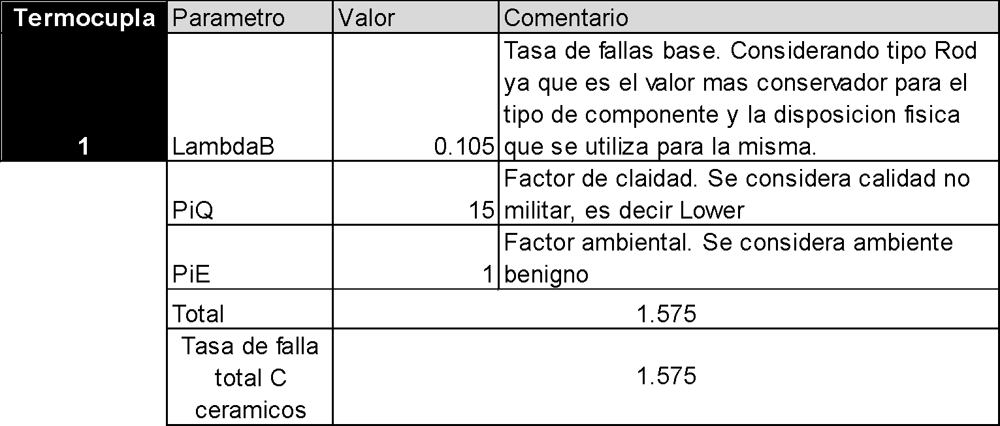 Termocupla Parametro Valor Comentario
Tasa de fallas base. Considerando tipo Rod
ya que es el valor mas conservador para el
tipo de componente y la disposicion fisica
1 LambdaB 0.105 que se utiliza para la misma.
Factor de claidad. Se considera calidad no
PiQ 15 militar, es decir Lower
Factor ambiental. Se considera ambiente
PiE 1 benigno
Total 1.575
Tasa de falla
total C 1.575
ceramicos